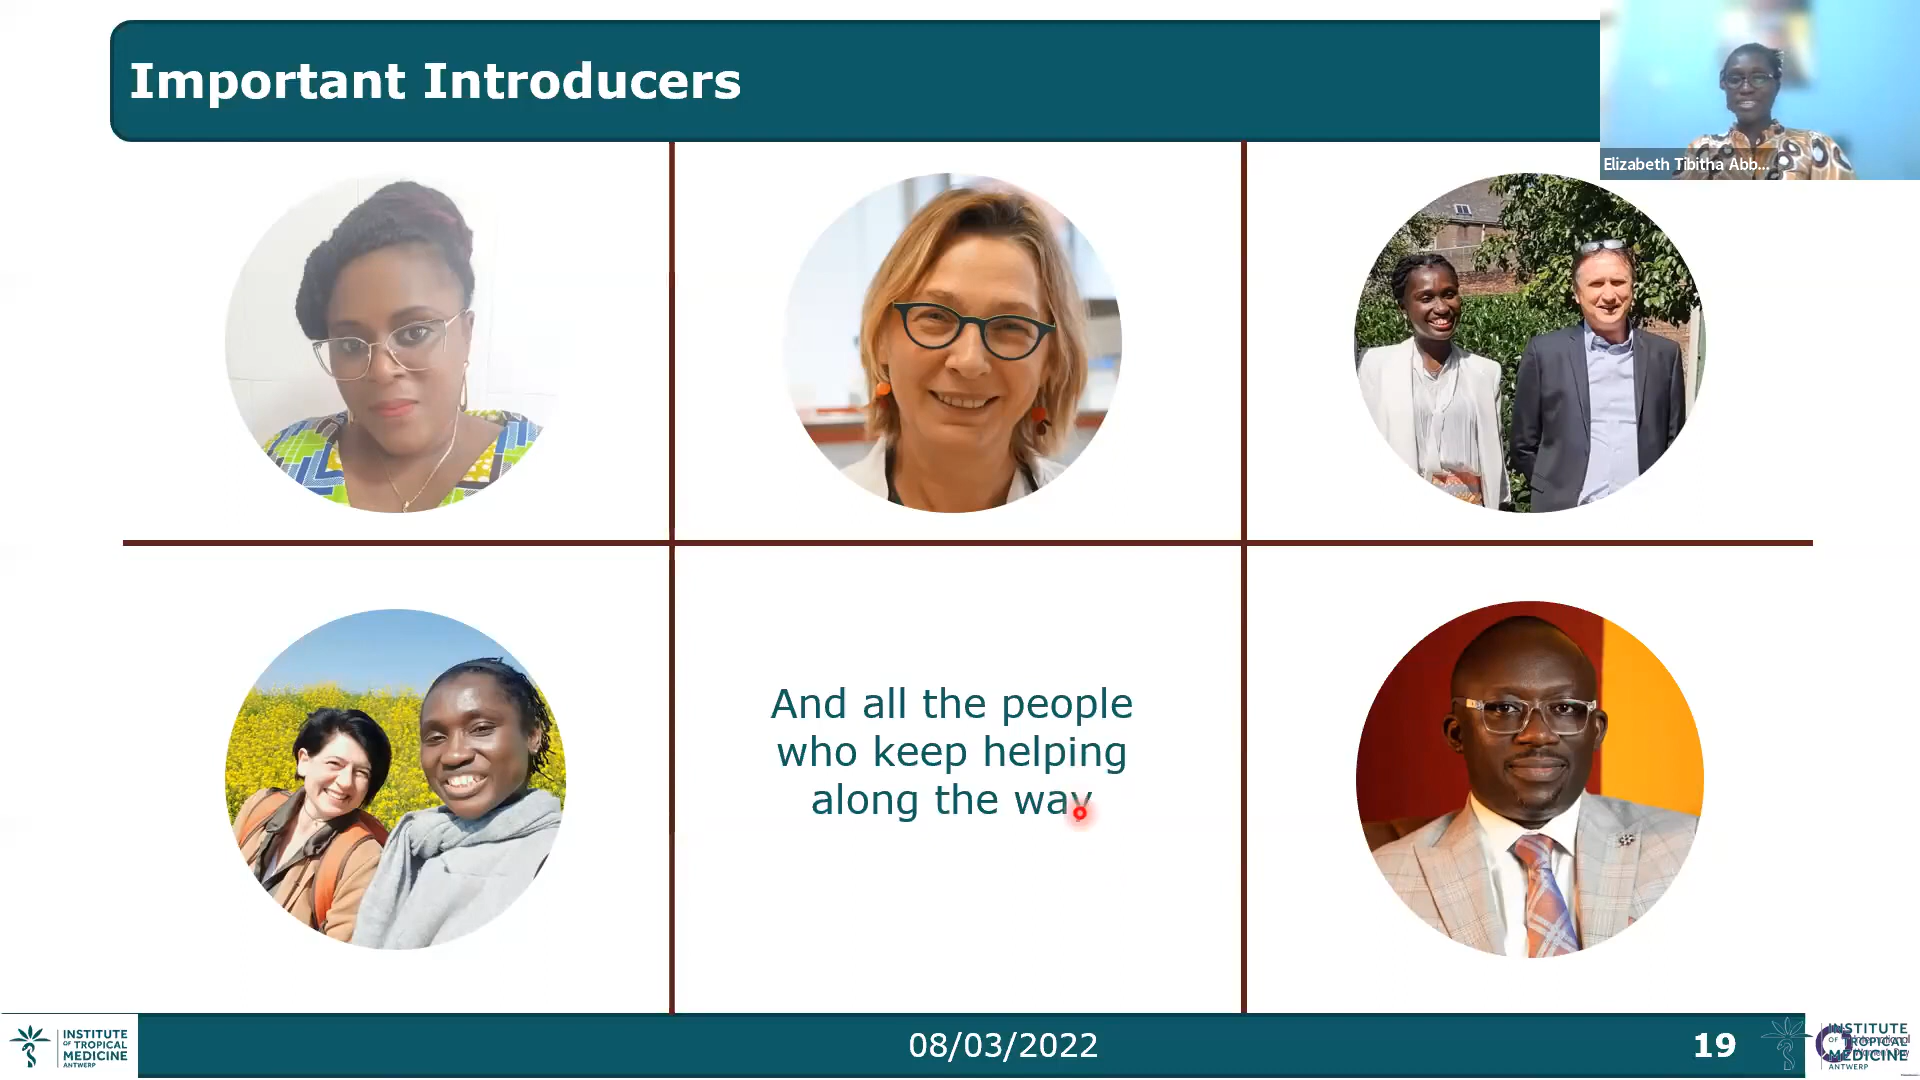 Important Introducers
Elizabeth Tibitha Abb...
And all the people
who keep helping
along the way
INSTITUTE
OF TROPICAL
MEDICINE
ANTWERP
08/03/2022
19
INSTITUTE
OF TROPICAL
MEDICINE
ANTWERP